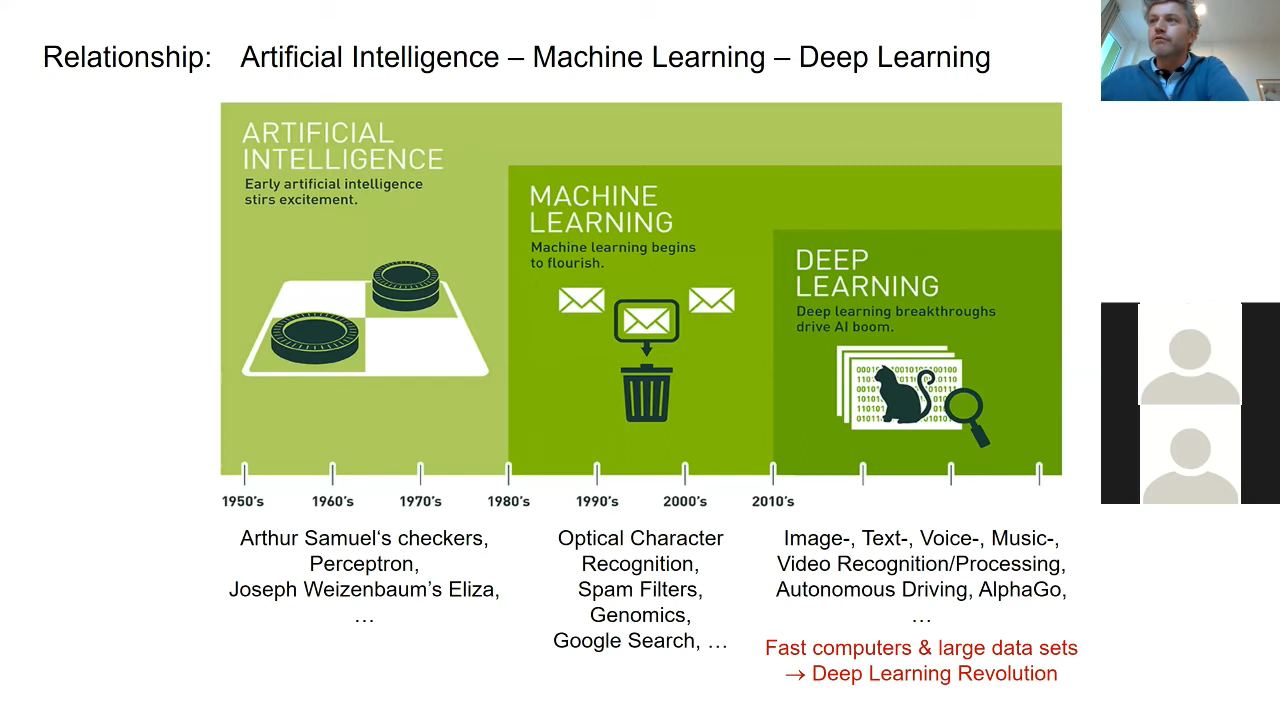 Relationship: Artificial Intelligence – Machine Learning – Deep Learning
ARTIFICIAL
INTELLIGENCE
Early artificial intelligence
stirs excitement.
MACHINE
LEARNING
Machine learning begins
to flourish.
DEEP
LEARNING
Deep learning breakthroughs
drive AI boom.
1950's 1960's 1970's 1980's 1990's 2000's 2010's
Arthur Samuel‘s checkers,
Perceptron,
Joseph Weizenbaum’s Eliza,
…
Optical Character
Recognition,
Spam Filters,
Genomics,
Google Search, …
Image-, Text-, Voice-, Music-,
Video Recognition/Processing,
Autonomous Driving, AlphaGo,
…
Fast computers & large data sets
→ Deep Learning Revolution